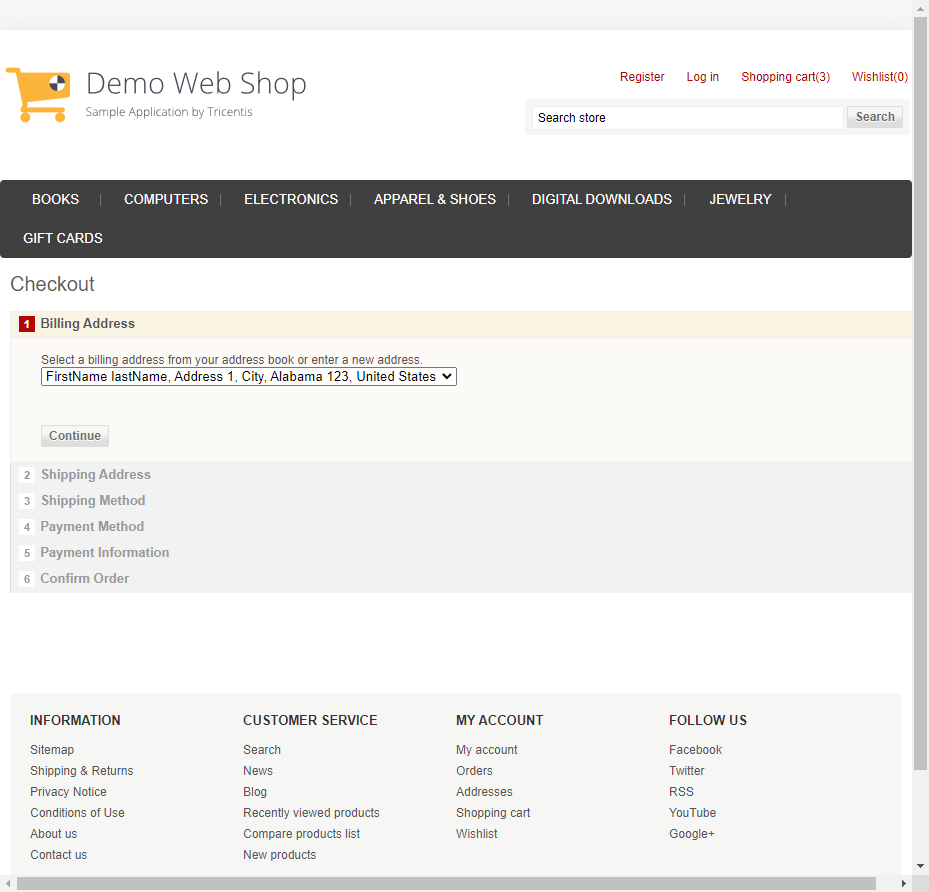 Demo Web Shop
Sample Application by Tricentis
Register Log in Shopping cart(3) Wishlist(0)
Search store Search
BOOKS COMPUTERS ELECTRONICS APPAREL & SHOES DIGITAL DOWNLOADS JEWELRY
GIFT CARDS
Checkout
1 Billing Address
Select a billing address from your address book or enter a new address.
FirstName lastName, Address 1, City, Alabama 123, United States
Continue
2 Shipping Address
3 Shipping Method
4 Payment Method
5 Payment Information
6 Confirm Order
INFORMATION
Sitemap
Shipping & Returns
Privacy Notice
Conditions of Use
About us
Contact us
CUSTOMER SERVICE
Search
News
Blog
Recently viewed products
Compare products list
New products
MY ACCOUNT
My account
Orders
Addresses
Shopping cart
Wishlist
FOLLOW US
Facebook
Twitter
RSS
YouTube
Google+